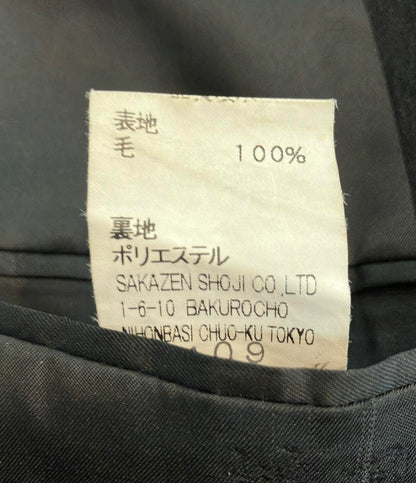 表地
毛 100%
裏地
ポリエステル
SAKAZEN SHOJI CO.,LTD
1-6-10 BAKUROCHO
NIHONBASI CHUO-KU TOKYO
109